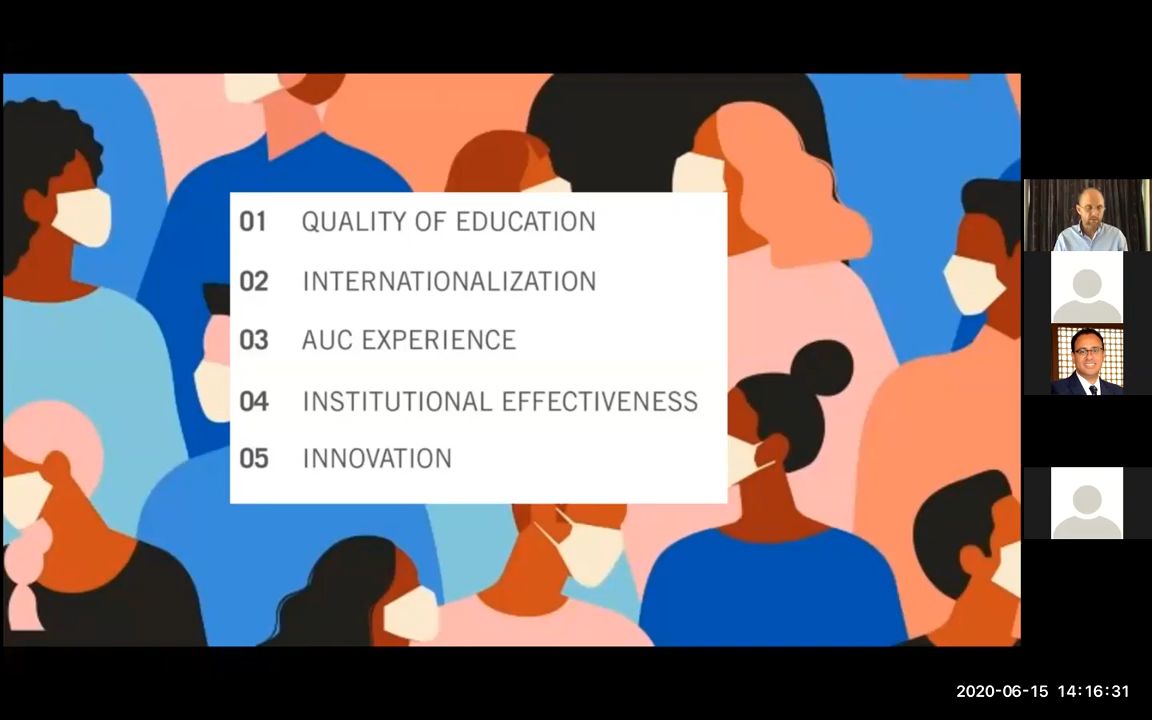 01 QUALITY OF EDUCATION
02 INTERNATIONALIZATION
03 AUC EXPERIENCE
04 INSTITUTIONAL EFFECTIVENESS
05 INNOVATION
2020-06-15 14:16:31